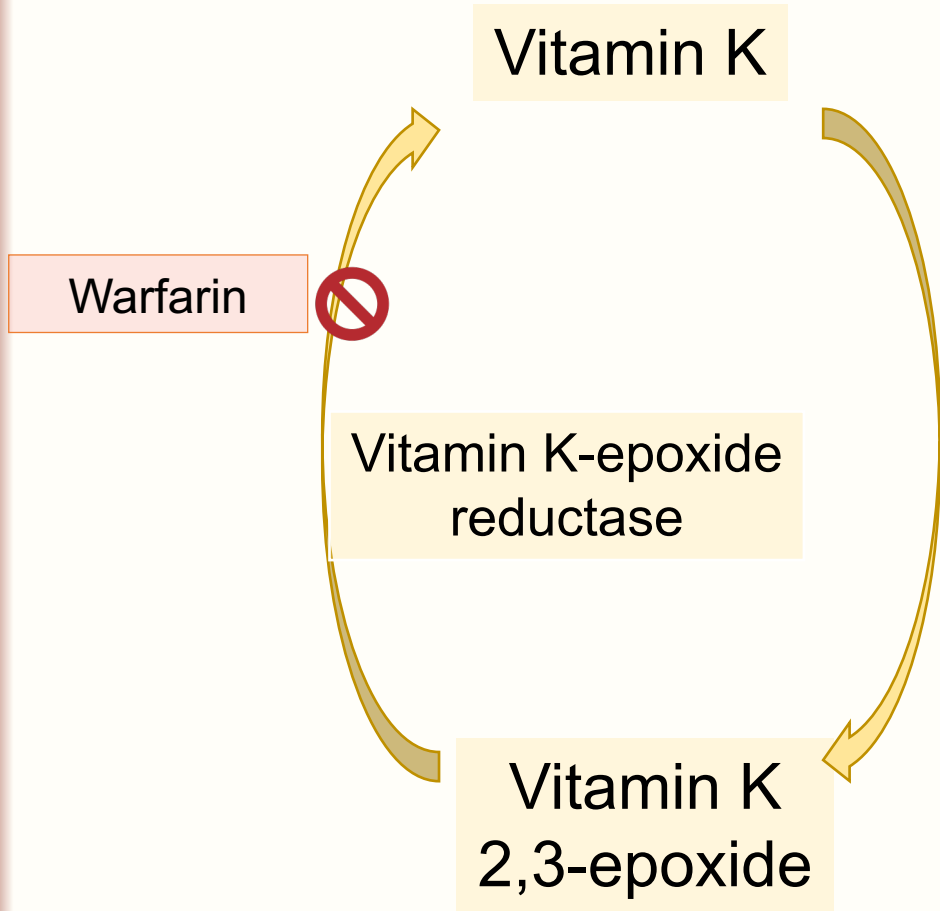 Vitamin K
Warfarin
Vitamin K-epoxide
reductase
Vitamin K
2,3-epoxide